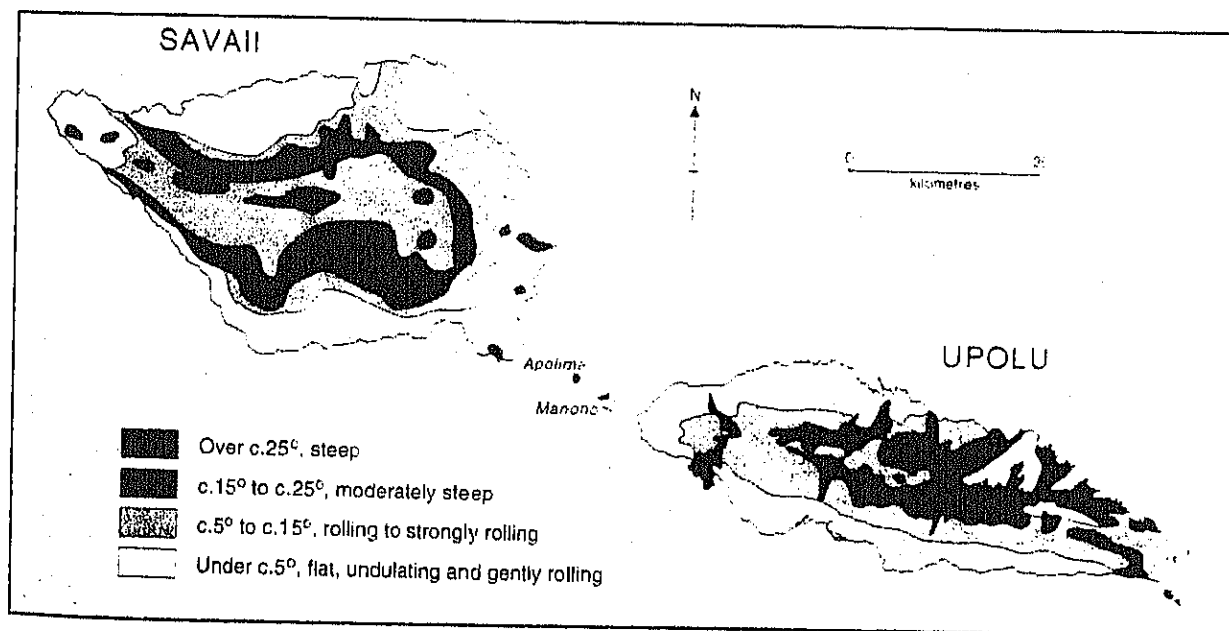 SAVAII
N
0
kilometres
UPOLU
Apolima
Manono
Over c.25°, steep
c.15° to c.25°, moderately steep
c.5° to c.15°, rolling to strongly rolling
Under c.5°, flat, undulating and gently rolling